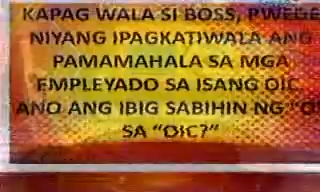 KAPAG WALA SI BOSS, PWEDE
NIYANG IPAGKATIWALA ANG
PAMAMAHALA SA MGA
EMPLEYADO SA ISANG OIC.
ANO ANG IBIG SABIHIN NG
SA "OIC?"